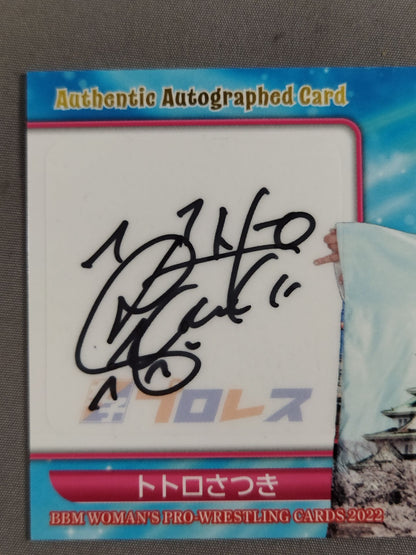 Authentic Autographed Card
プロレス
トトロさつき
BBM WOMAN'S PRO-WRESTLING CARDS 2022